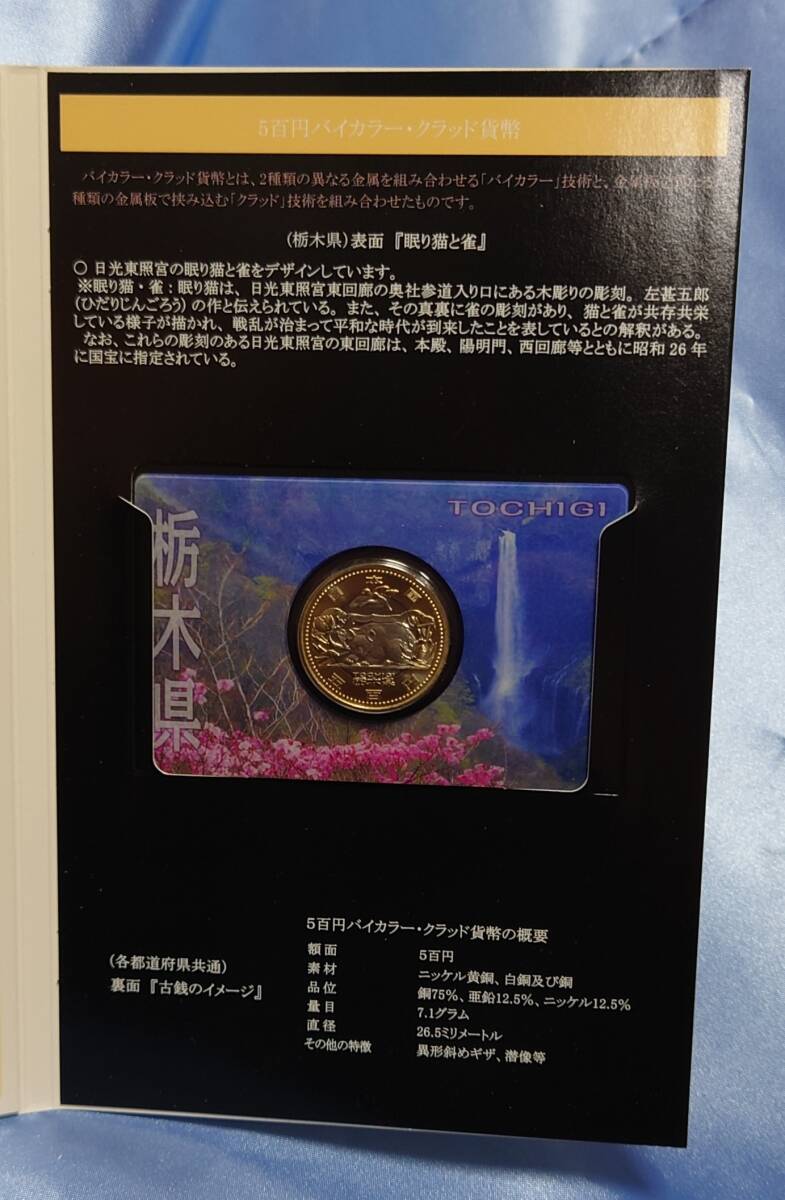 5百円バイカラー・クラッド貨幣
バイカラー・クラッド貨幣とは、2種類の異なる金属を組み合わせる「バイカラー」技術と、金属板を
種類の金属板で挟み込む「クラッド」技術を組み合わせたものです。
(栃木県)表面 『眠り猫と雀』
○ 日光東照宮の眠り猫と雀をデザインしています。
※眠り猫・雀：眠り猫は、日光東照宮東回廊の奥社参道入り口にある木彫りの彫刻。左甚五郎
(ひだりじんごろう)の作と伝えられている。また、その真裏に雀の彫刻があり、猫と雀が共存共栄
している様子が描かれ、戦乱が治まって平和な時代が到来したことを表しているとの解釈がある。
なお、これらの彫刻のある日光東照宮の東回廊は、本殿、陽明門、西回廊等とともに昭和 26 年
に国宝に指定されている。
TOCHIGI
栃木県
日本国
五百円
(各都道府県共通)
裏面 『古銭のイメージ』
5百円バイカラー・クラッド貨幣の概要
額面 5百円
素材 ニッケル黄銅、白銅及び銅
品位 銅75%、亜鉛12.5%、ニッケル12.5%
量目 7.1グラム
直径 26.5ミリメートル
その他の特徴 異形斜めギザ、潜像等